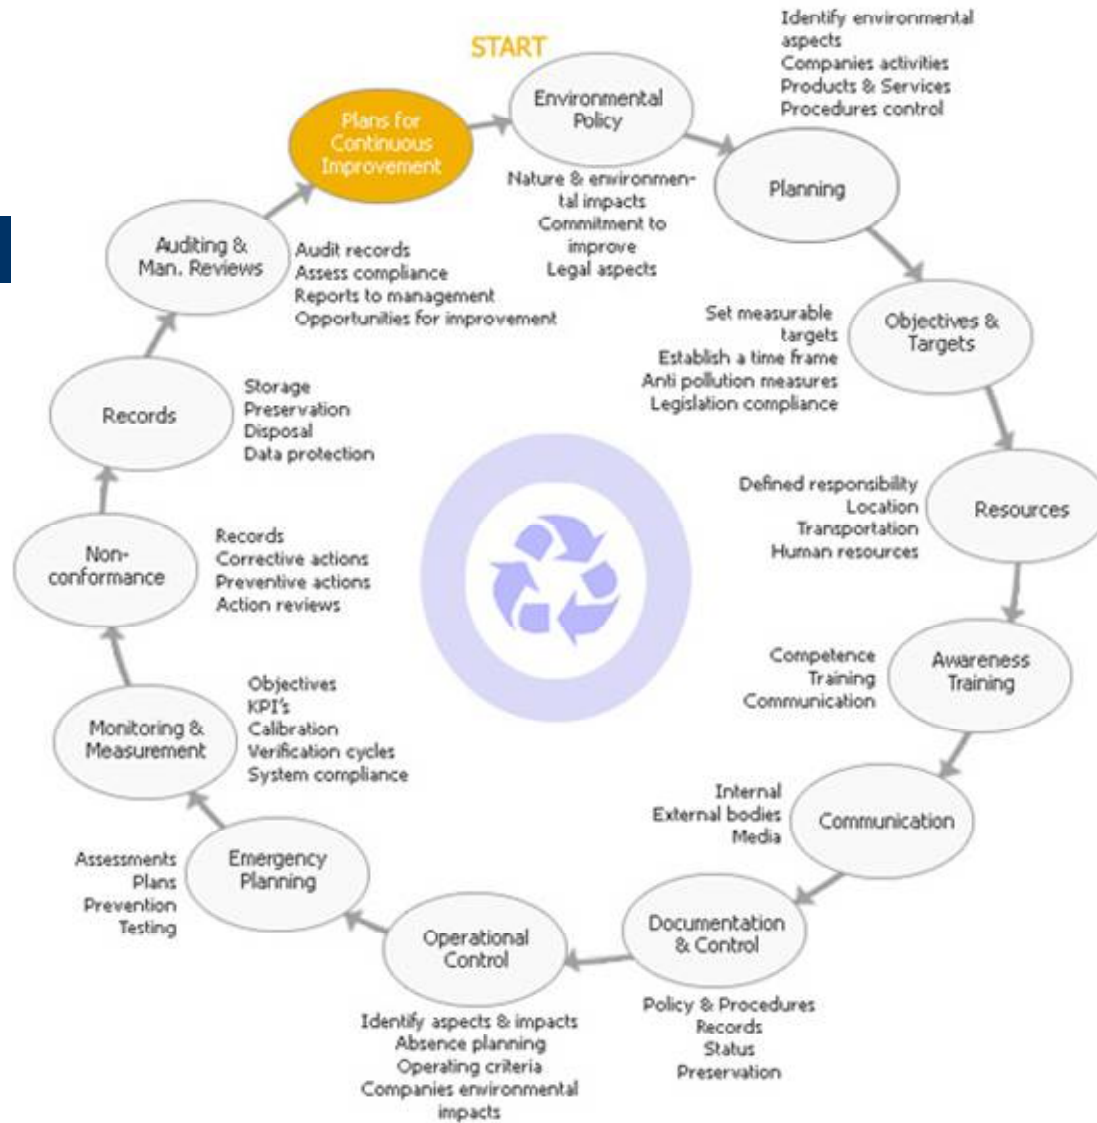 START
Environmental
Policy
Nature & environmen-
tal impacts
Commitment to
improve
Legal aspects
Identify environmental
aspects
Companies activities
Products & Services
Procedures control
Planning
Objectives &
Targets
Set measurable
targets
Establish a time frame
Anti pollution measures
Legislation compliance
Resources
Defined responsibility
Location
Transportation
Human resources
Awareness
Training
Competence
Training
Communication
Communication
Internal
External bodies
Media
Documentation
& Control
Policy & Procedures
Records
Status
Preservation
Operational
Control
Identify aspects & impacts
Absence planning
Operating criteria
Companies environmental
impacts
Emergency
Planning
Assessments
Plans
Prevention
Testing
Monitoring &
Measurement
Objectives
KPI's
Calibration
Verification cycles
System compliance
Non-
conformance
Records
Corrective actions
Preventive actions
Action reviews
Records
Storage
Preservation
Disposal
Data protection
Auditing &
Man. Reviews
Audit records
Assess compliance
Reports to management
Opportunities for improvement
Plans for
Continuous
Improvement